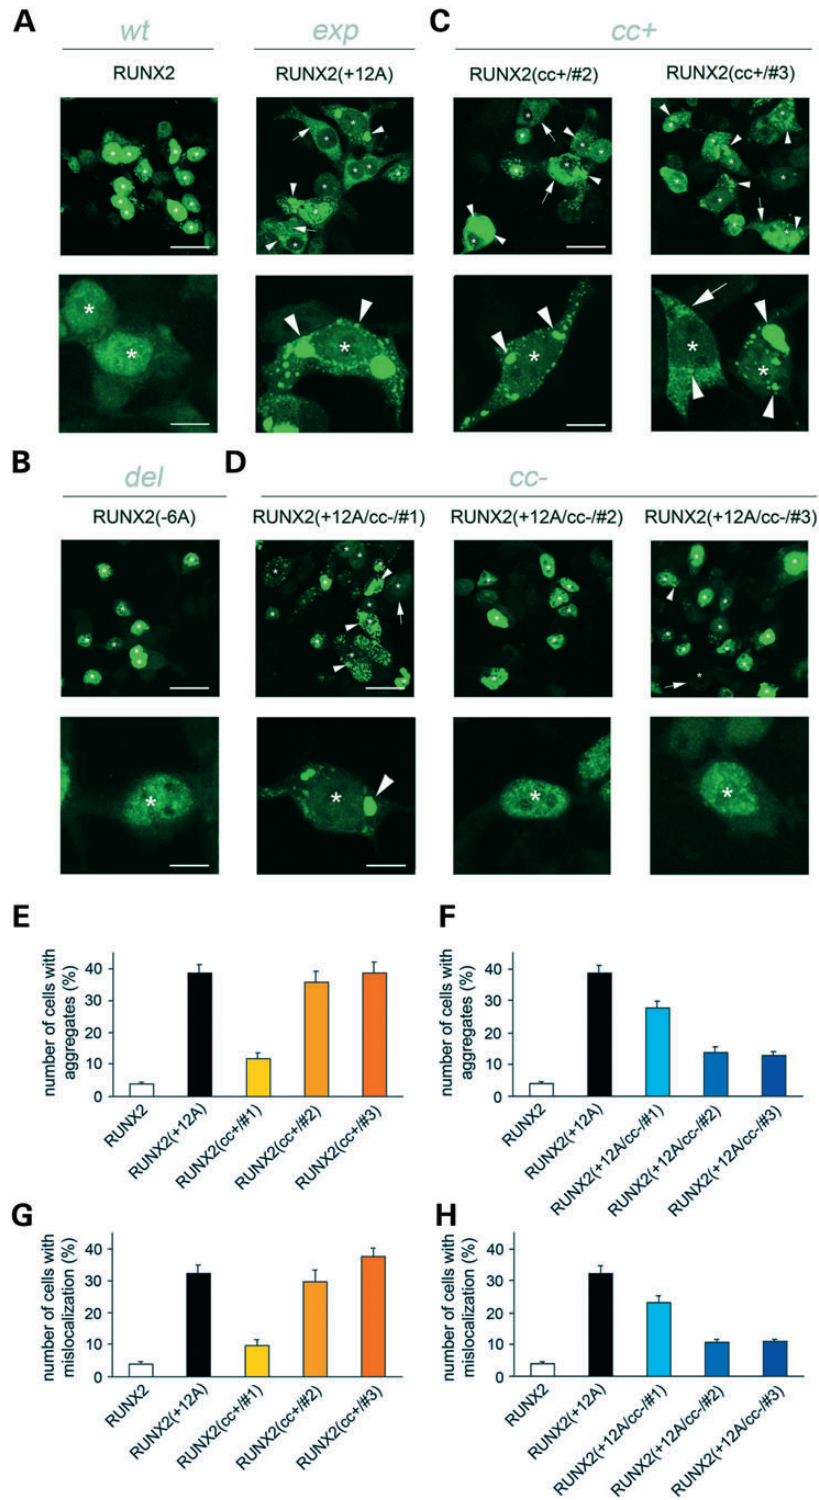 A
wt
exp
C
cc+
RUNX2
RUNX2(+12A)
RUNX2(cc+/#2)
RUNX2(cc+/#3)
B
del
D
cc-
RUNX2(-6A)
RUNX2(+12A/cc-/#1)
RUNX2(+12A/cc-/#2)
RUNX2(+12A/cc-/#3)
E
number of cells with
aggregates (%)
40
30
20
10
0
RUNX2
RUNX2(+12A)
RUNX2(cc+/#1)
RUNX2(cc+/#2)
RUNX2(cc+/#3)
F
number of cells with
aggregates (%)
40
30
20
10
0
RUNX2
RUNX2(+12A)
RUNX2(+12A/cc-/#1)
RUNX2(+12A/cc-/#2)
RUNX2(+12A/cc-/#3)
G
number of cells with
mislocalization (%)
40
30
20
10
0
RUNX2
RUNX2(+12A)
RUNX2(cc+/#1)
RUNX2(cc+/#2)
RUNX2(cc+/#3)
H
number of cells with
mislocalization (%)
40
30
20
10
0
RUNX2
RUNX2(+12A)
RUNX2(+12A/cc-/#1)
RUNX2(+12A/cc-/#2)
RUNX2(+12A/cc-/#3)